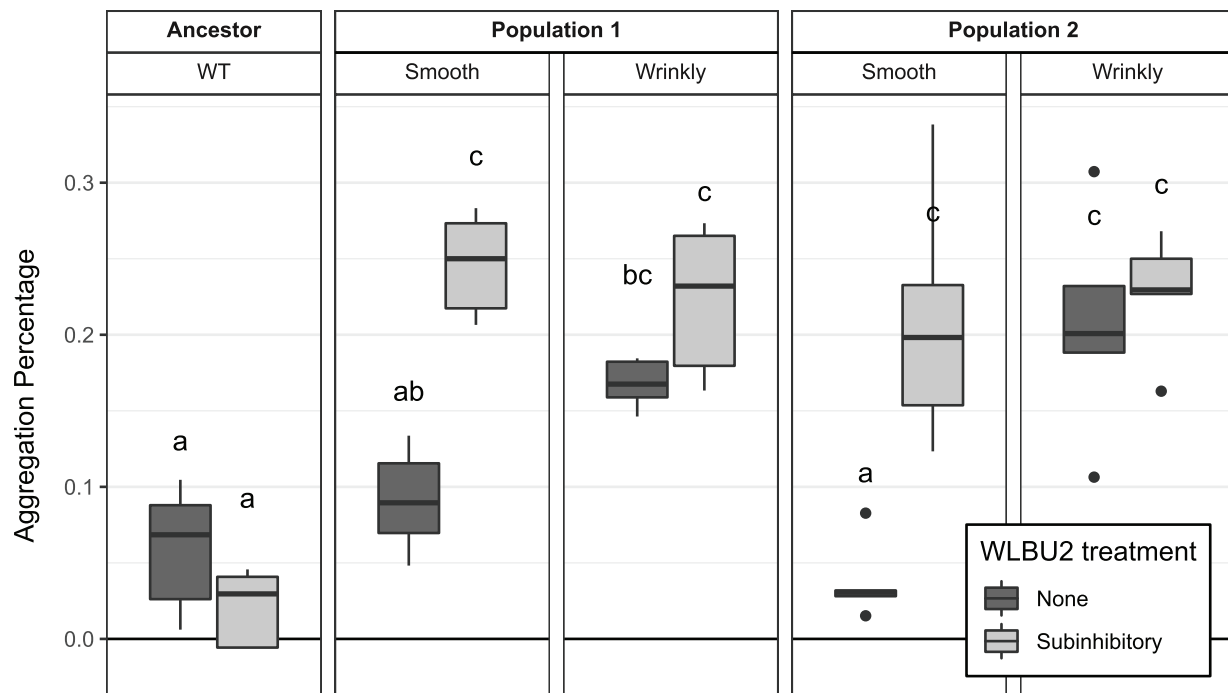 Ancestor
Population 1
Population 2
WT
Smooth
Wrinkly
Smooth
Wrinkly
Aggregation Percentage
0.3
0.2
0.1
0.0
a
a
ab
c
bc
c
a
c
c
c
WLBU2 treatment
None
Subinhibitory